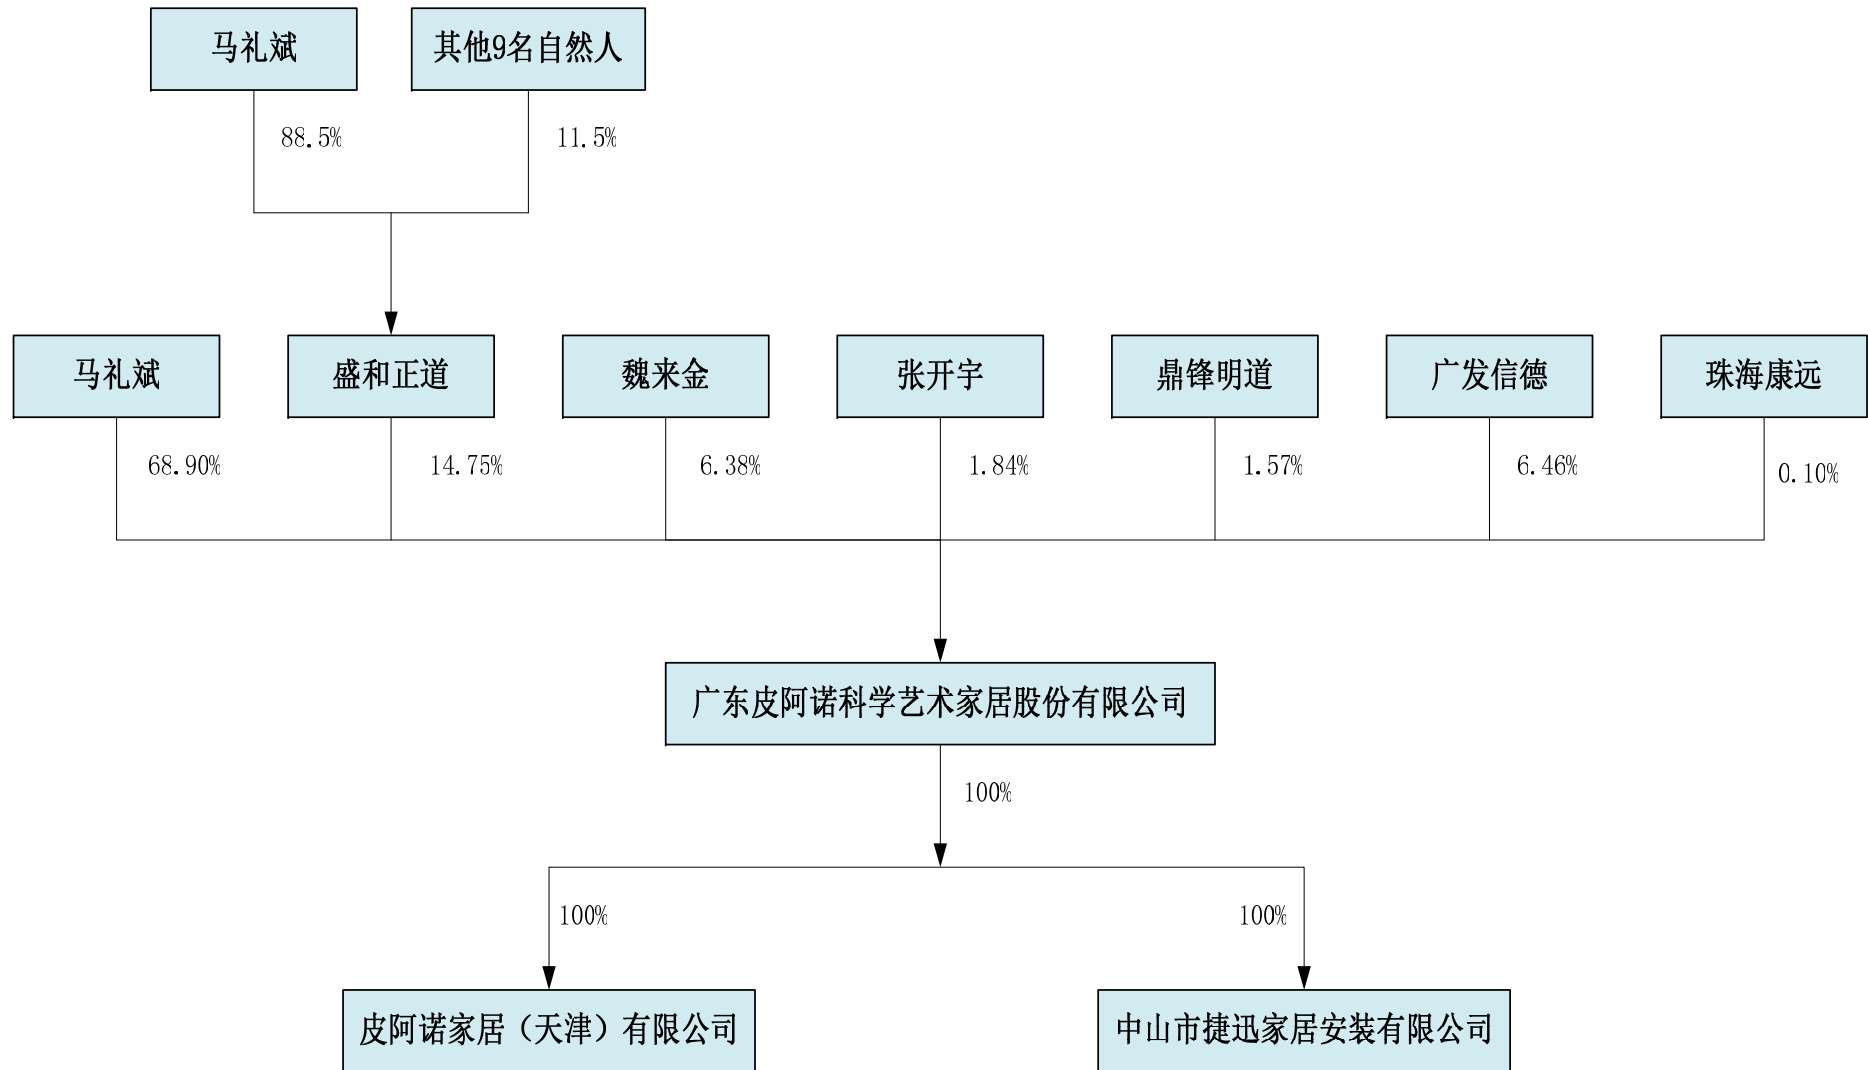 马礼斌
其他9名自然人
88.5%
11.5%
马礼斌
盛和正道
魏来金
张开宇
鼎锋明道
广发信德
珠海康远
68.90%
14.75%
6.38%
1.84%
1.57%
6.46%
0.10%
广东皮阿诺科学艺术家居股份有限公司
100%
100%
100%
皮阿诺家居（天津）有限公司
中山市捷迅家居安装有限公司